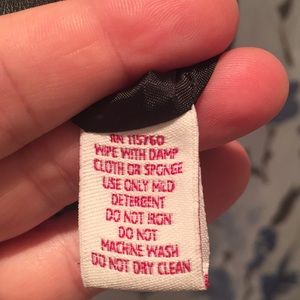 RN 115760
WIPE WITH DAMP
CLOTH OR SPONGE
USE ONLY MILD
DETERGENT
DO NOT IRON
DO NOT
MACHINE WASH
DO NOT DRY CLEAN